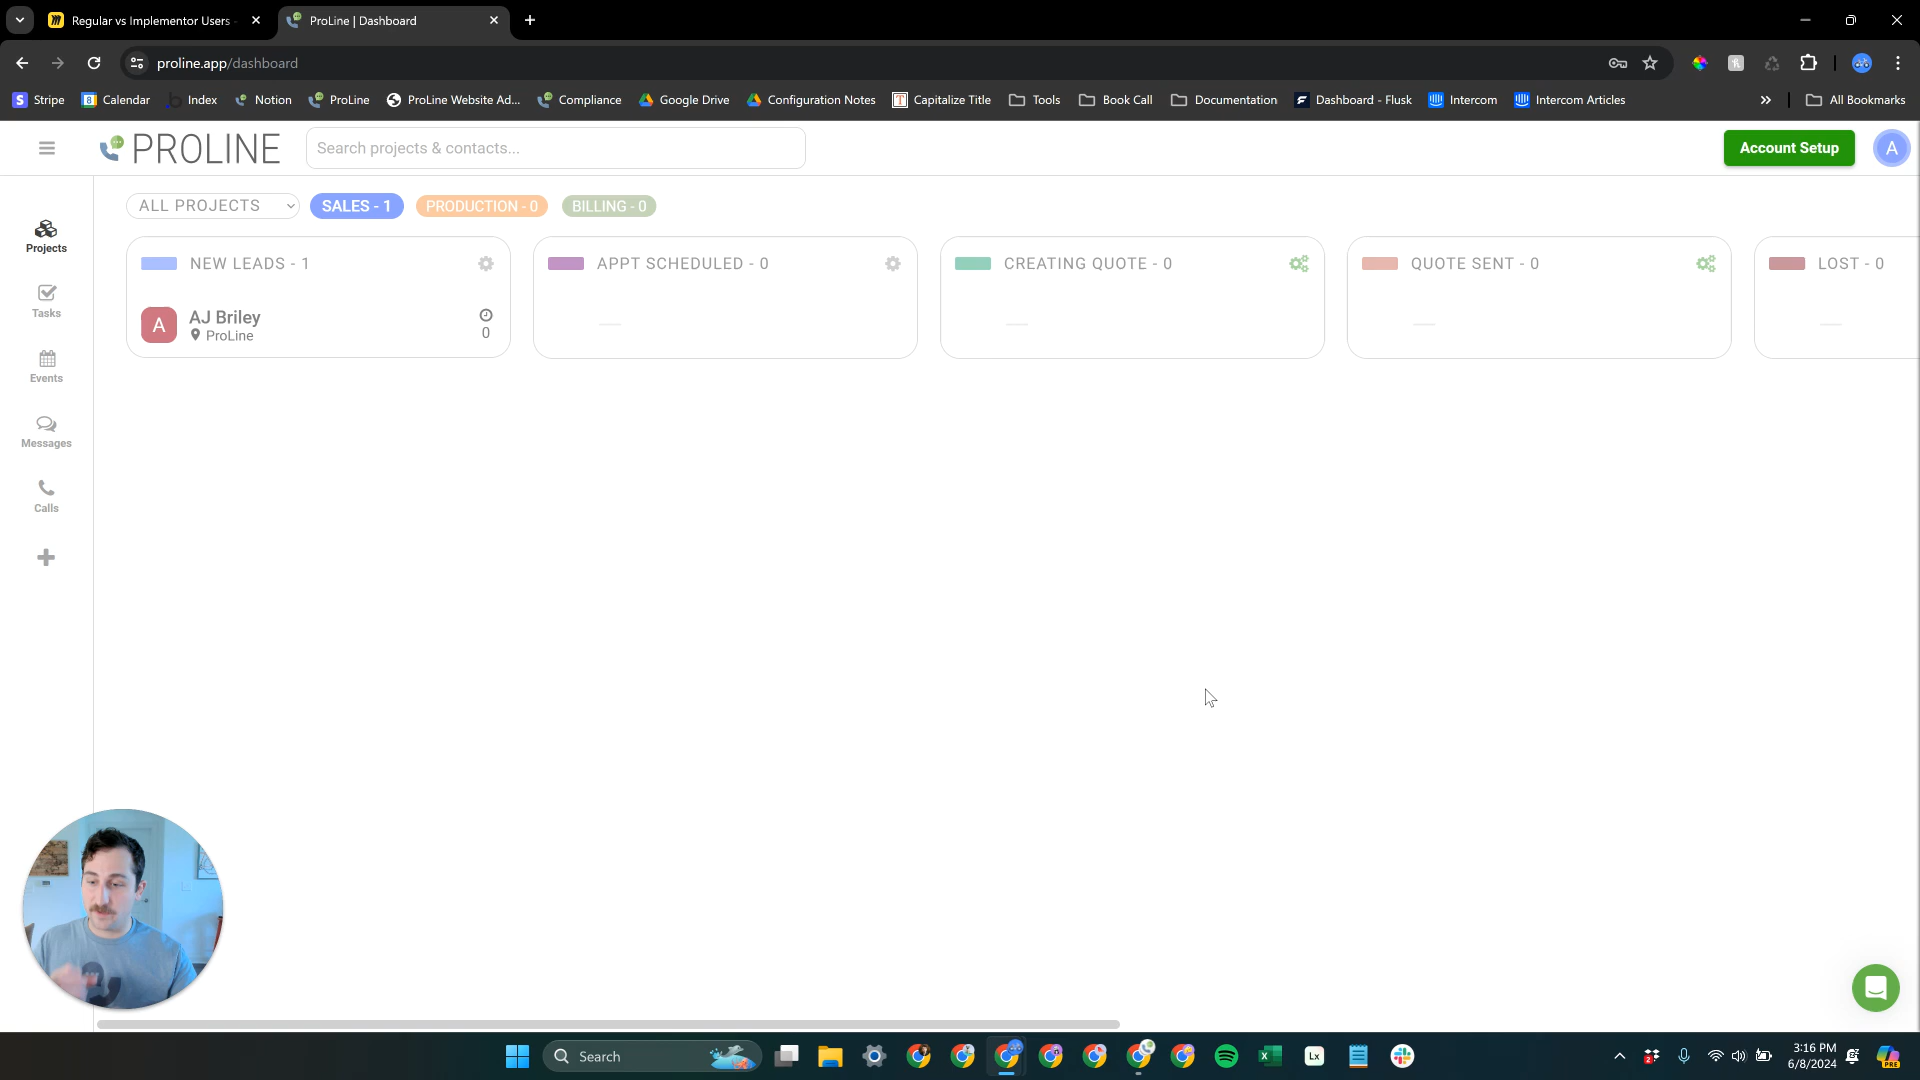 Regular vs Implementor Users
ProLine | Dashboard
proline.app/dashboard
Stripe
Calendar
Index
Notion
ProLine
ProLine Website Ad...
Compliance
Google Drive
Configuration Notes
Capitalize Title
Tools
Book Call
Documentation
Dashboard - Flusk
Intercom
Intercom Articles
All Bookmarks
PROLINE
Search projects & contacts...
Account Setup
A
ALL PROJECTS
SALES - 1
PRODUCTION - 0
BILLING - 0
Projects
Tasks
Events
Messages
Calls
NEW LEADS - 1
A
AJ Briley
ProLine
0
APPT SCHEDULED - 0
CREATING QUOTE - 0
QUOTE SENT - 0
LOST - 0
Search
Lx
2
3:16 PM
6/8/2024
PRE